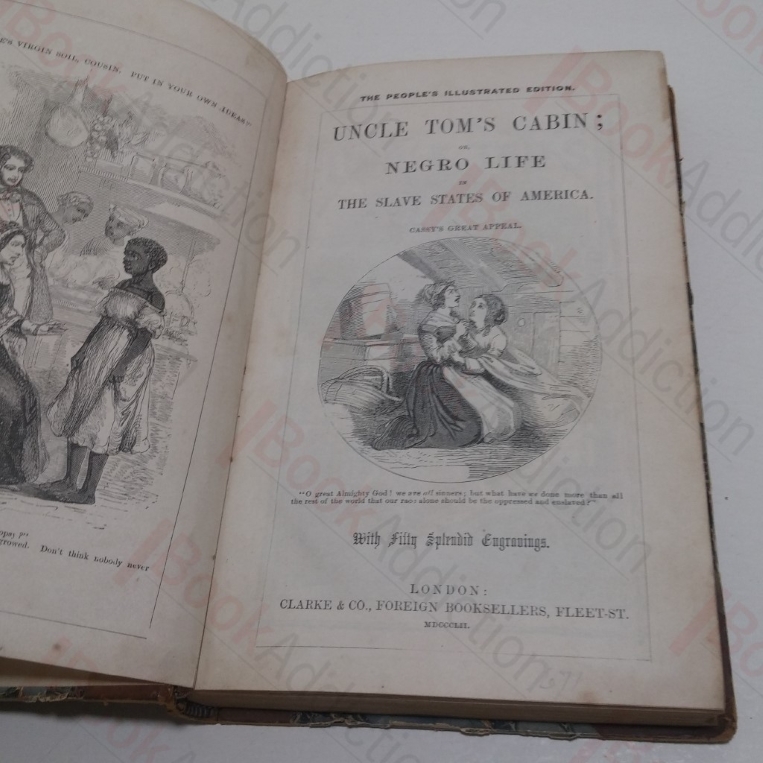 E'S VIRGIN SOIL, COUSIN. PUT IN YOUR OWN IDEAS."
opsy?"
growed. Don't think nobody never
THE PEOPLE'S ILLUSTRATED EDITION.
UNCLE TOM'S CABIN;
OR,
NEGRO LIFE
IN
THE SLAVE STATES OF AMERICA.
CASSY'S GREAT APPEAL.
"O great Almighty God! we are all sinners; but what have we done more than all
the rest of the world that our race alone should be the oppressed and enslaved?"
With Fifty Splendid Engravings.
LONDON:
CLARKE & CO., FOREIGN BOOKSELLERS, FLEET-ST.
MDCCCLII.
BookAddiction